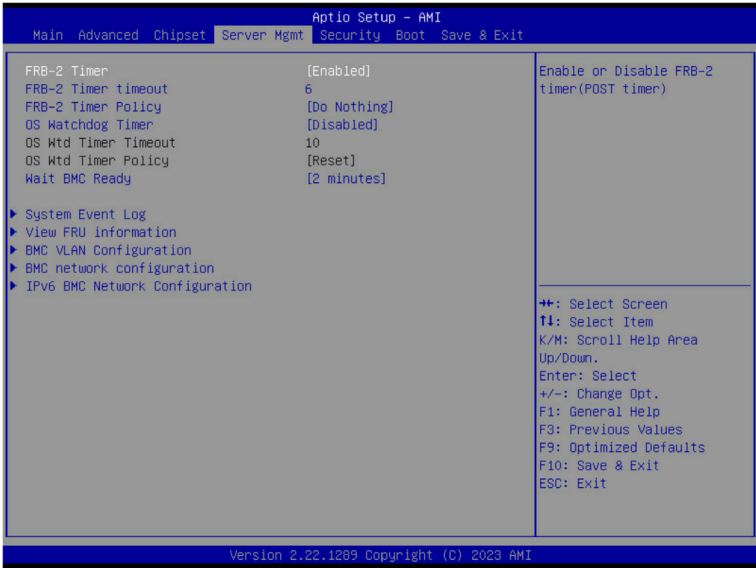 Aptio Setup - AMI
Main Advanced Chipset Server Mgmt Security Boot Save & Exit
FRB-2 Timer [Enabled]
FRB-2 Timer timeout 6
FRB-2 Timer Policy [Do Nothing]
OS Watchdog Timer [Disabled]
OS Wtd Timer Timeout 10
OS Wtd Timer Policy [Reset]
Wait BMC Ready [2 minutes]
System Event Log
View FRU information
BMC VLAN Configuration
BMC network configuration
IPv6 BMC Network Configuration
Enable or Disable FRB-2
timer(POST timer)
→←: Select Screen
↑↓: Select Item
K/M: Scroll Help Area
Up/Down.
Enter: Select
+/-: Change Opt.
F1: General Help
F3: Previous Values
F9: Optimized Defaults
F10: Save & Exit
ESC: Exit
Version 2.22.1289 Copyright (C) 2023 AMI